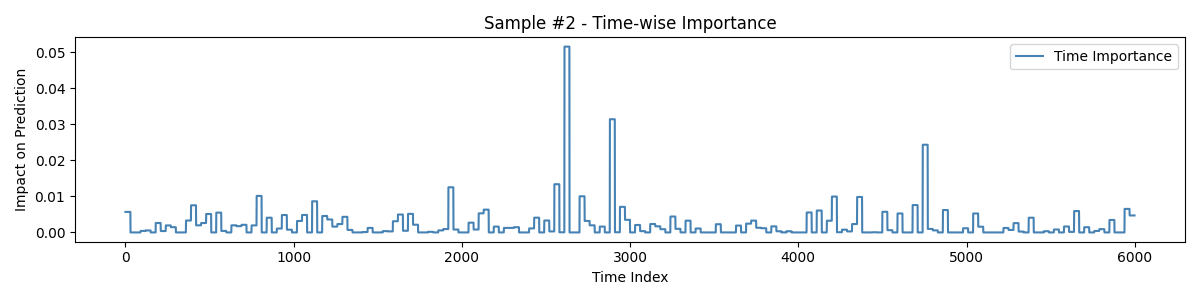 Sample #2 - Time-wise Importance
Time Importance
Impact on Prediction
0.05
0.04
0.03
0.02
0.01
0.00
0 1000 2000 3000 4000 5000 6000
Time Index